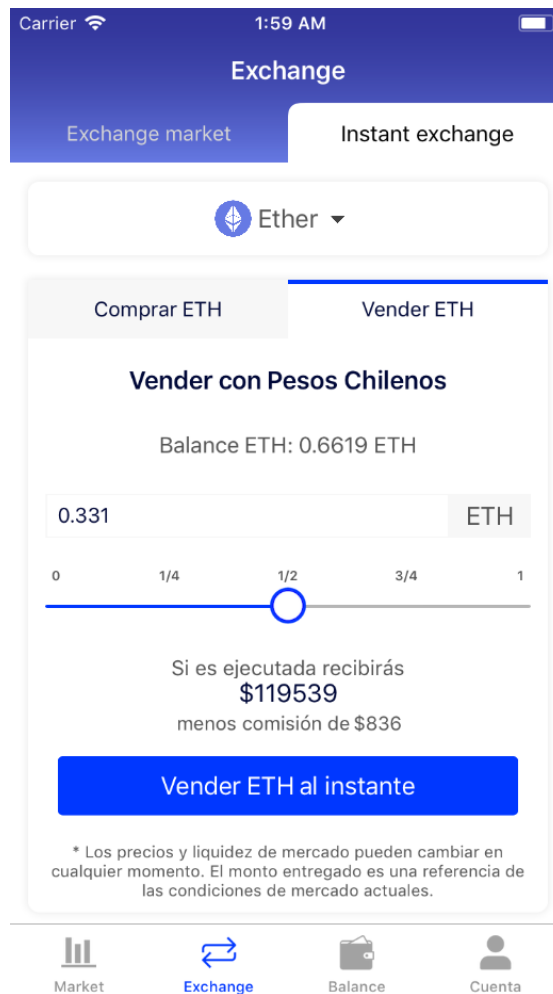 Carrier 1:59 AM
Exchange
Exchange market Instant exchange
Ether
Comprar ETH Vender ETH
Vender con Pesos Chilenos
Balance ETH: 0.6619 ETH
0.331 ETH
0 1/4 1/2 3/4 1
Si es ejecutada recibirás
$119539
menos comisión de $836
Vender ETH al instante
* Los precios y liquidez de mercado pueden cambiar en
cualquier momento. El monto entregado es una referencia de
las condiciones de mercado actuales.
Market Exchange Balance Cuenta